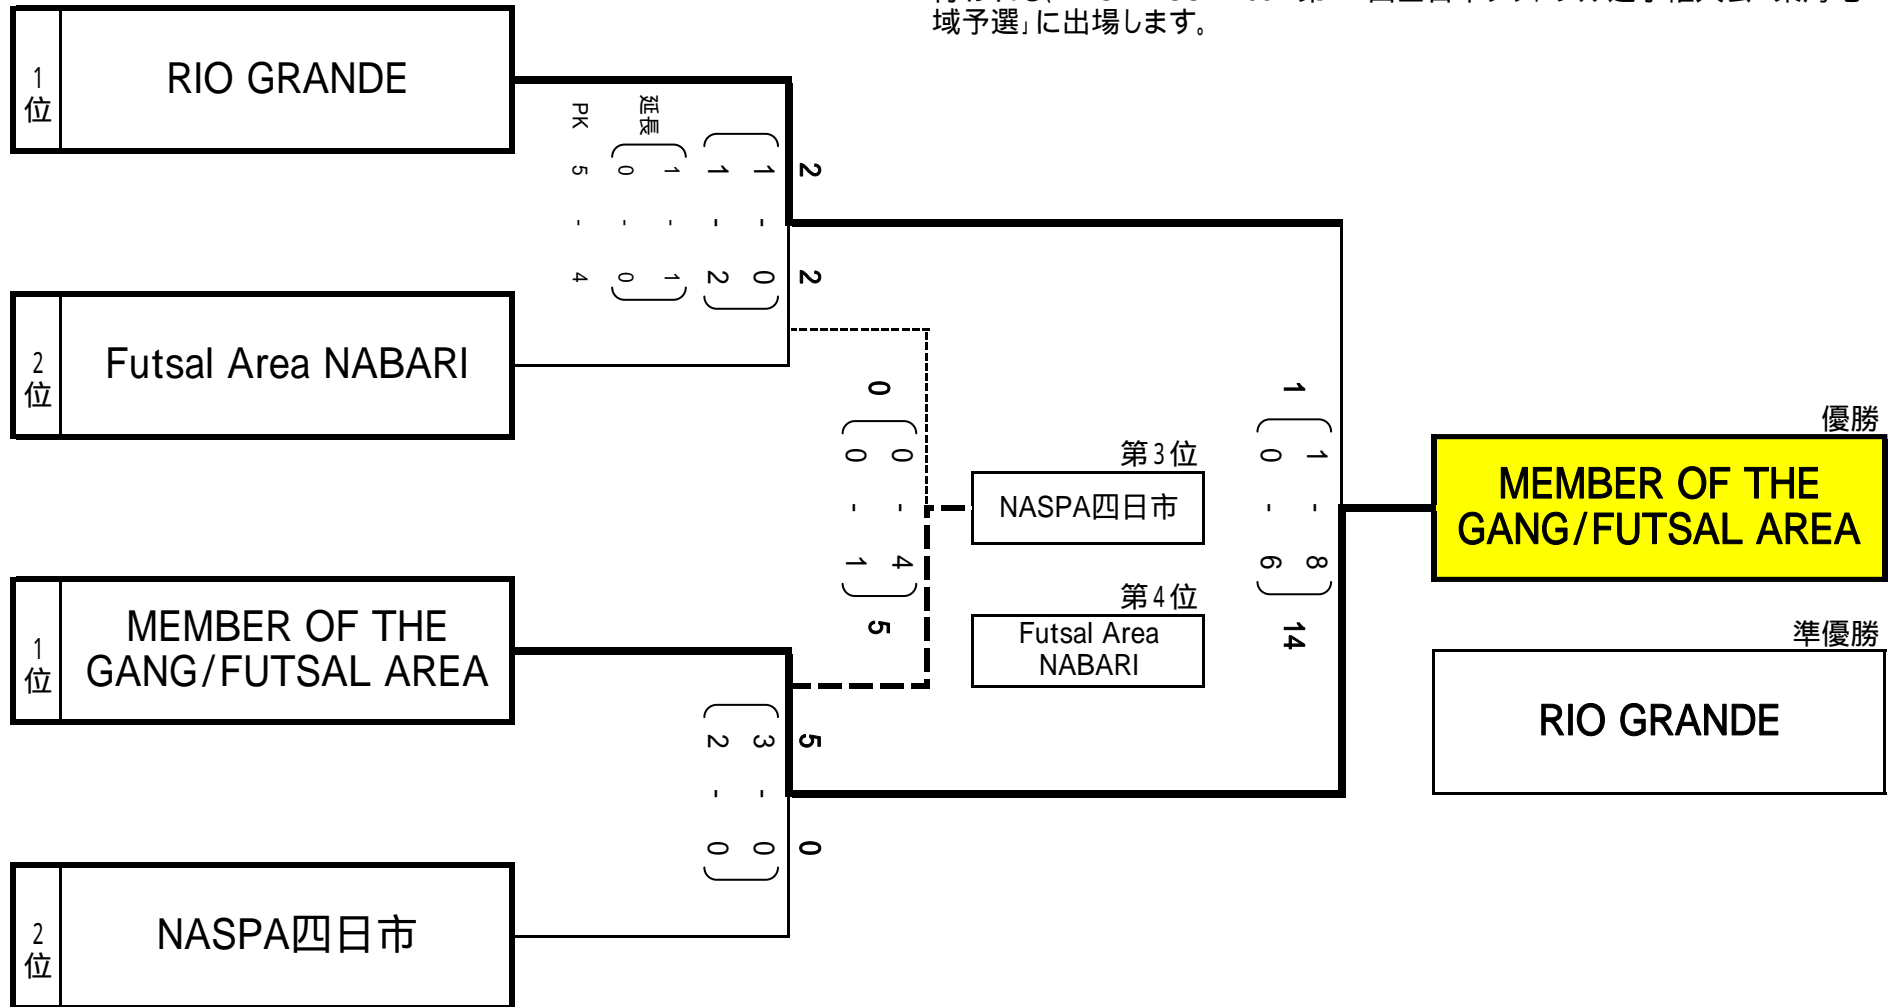 域予選」に出場します。
1位
RIO GRANDE
PK
延長
5 0 1 1 1 2
- - - - -
4 0 1 2 0 2
2位
Futsal Area NABARI
0
0 0
- -
1 4
5
第3位
NASPA四日市
第4位
Futsal Area
NABARI
1
0 1
- -
6 8
14
優勝
MEMBER OF THE
GANG/FUTSAL AREA
準優勝
RIO GRANDE
1位
MEMBER OF THE
GANG/FUTSAL AREA
2 3 5
- -
0 0 0
2位
NASPA四日市